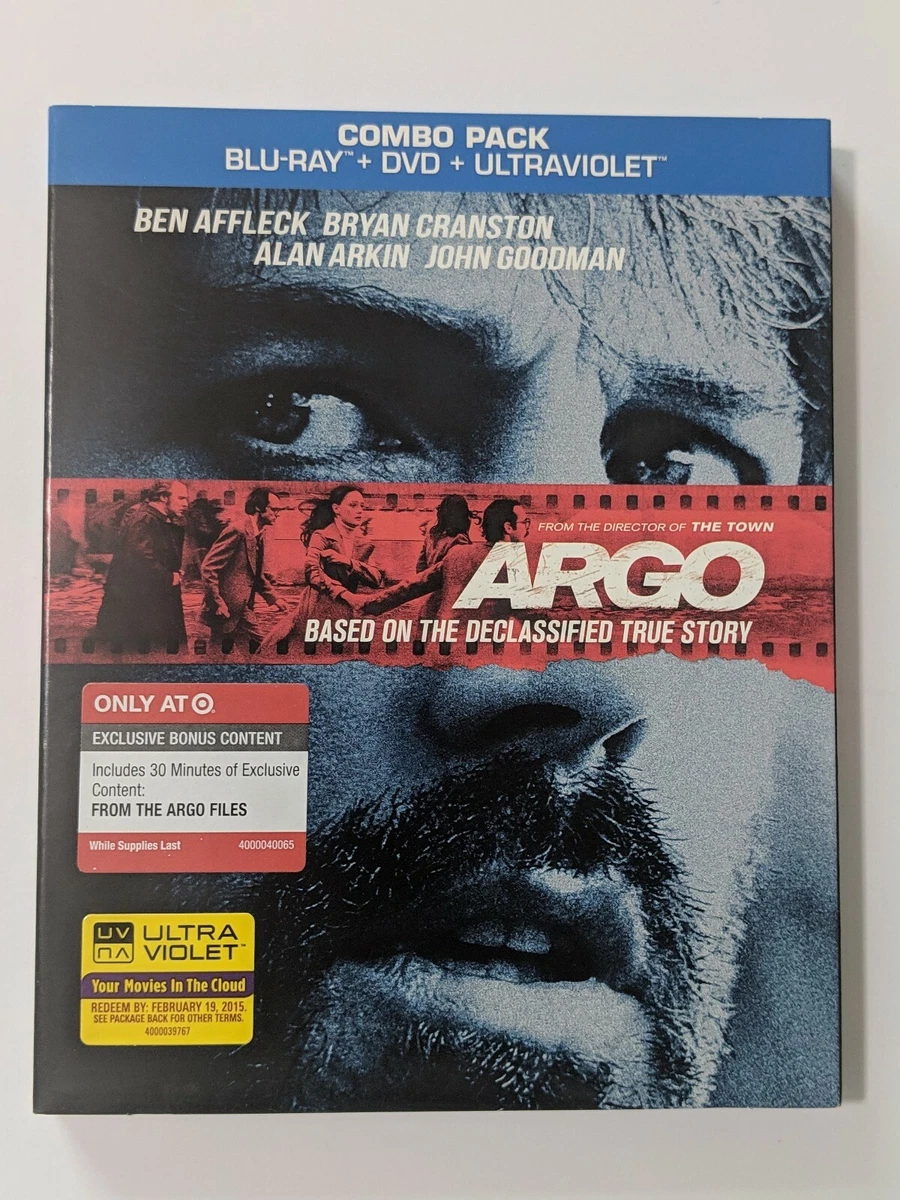 COMBO PACK
BLU-RAY™ + DVD + ULTRAVIOLET™
BEN AFFLECK BRYAN CRANSTON
ALAN ARKIN JOHN GOODMAN
FROM THE DIRECTOR OF THE TOWN
ARGO
BASED ON THE DECLASSIFIED TRUE STORY
ONLY AT
EXCLUSIVE BONUS CONTENT
Includes 30 Minutes of Exclusive
Content:
FROM THE ARGO FILES
While Supplies Last 4000040065
UV
ULTRA
VIOLET™
Your Movies In The Cloud
REDEEM BY: FEBRUARY 19, 2015.
SEE PACKAGE BACK FOR OTHER TERMS.
4000039767